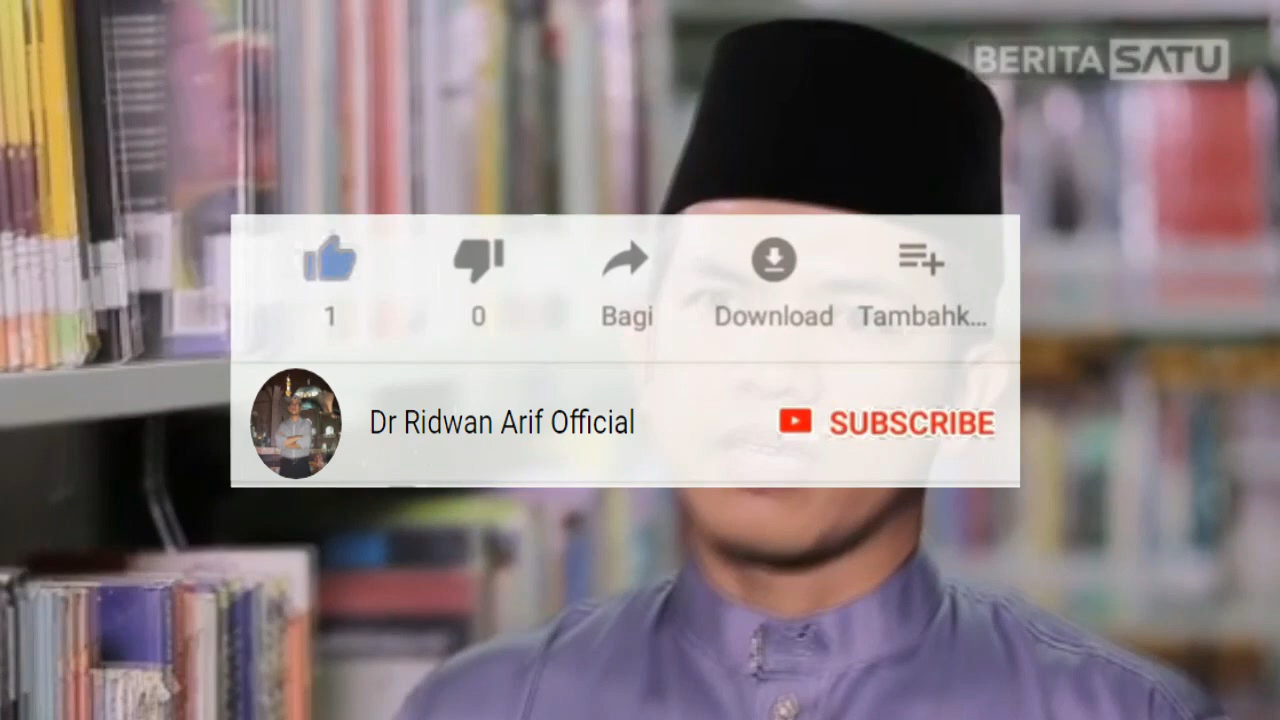 BERITA SATU
1 0 Bagi Download Tambahk...
Dr Ridwan Arif Official SUBSCRIBE